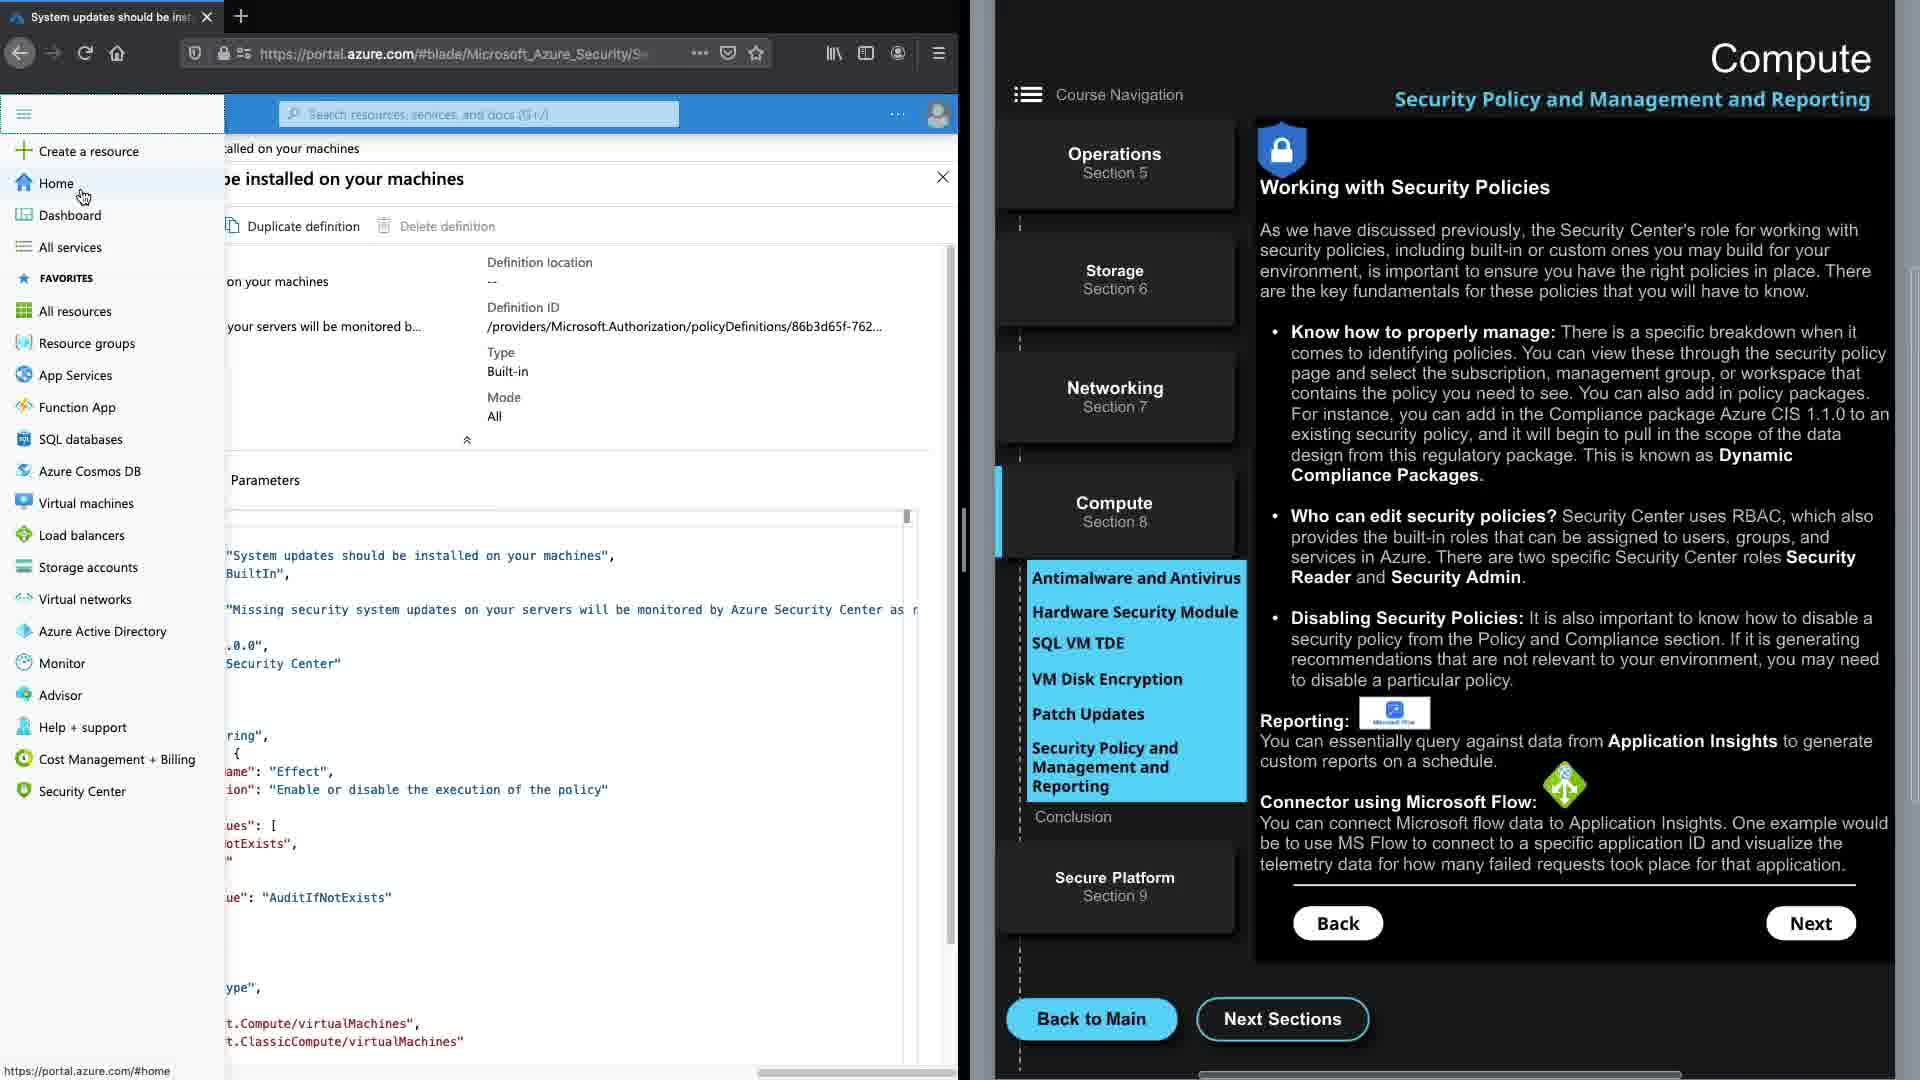 System updates should be inst
https://portal.azure.com/#blade/Microsoft_Azure_Security/S
Search resources, services, and docs (G+/)
Create a resource
Home
Dashboard
All services
FAVORITES
All resources
Resource groups
App Services
Function App
SQL databases
Azure Cosmos DB
Virtual machines
Load balancers
Storage accounts
Virtual networks
Azure Active Directory
Monitor
Advisor
Help + support
Cost Management + Billing
Security Center
https://portal.azure.com/#home
alled on your machines
be installed on your machines
Duplicate definition
Delete definition
on your machines
your servers will be monitored b...
Definition location
--
Definition ID
/providers/Microsoft.Authorization/policyDefinitions/86b3d65f-762...
Type
Built-in
Mode
All
Parameters
"System updates should be installed on your machines",
BuiltIn",
"Missing security system updates on your servers will be monitored by Azure Security Center as r
.0.0",
Security Center"
ring",
{
ame": "Effect",
ion": "Enable or disable the execution of the policy"
ues": [
otExists",
"
ue": "AuditIfNotExists"
ype",
t.Compute/virtualMachines",
t.ClassicCompute/virtualMachines"
Compute
Security Policy and Management and Reporting
Course Navigation
Operations
Section 5
Storage
Section 6
Networking
Section 7
Compute
Section 8
Antimalware and Antivirus
Hardware Security Module
SQL VM TDE
VM Disk Encryption
Patch Updates
Security Policy and
Management and
Reporting
Conclusion
Secure Platform
Section 9
Back to Main
Next Sections
Working with Security Policies
As we have discussed previously, the Security Center's role for working with
security policies, including built-in or custom ones you may build for your
environment, is important to ensure you have the right policies in place. There
are the key fundamentals for these policies that you will have to know.
• Know how to properly manage: There is a specific breakdown when it
comes to identifying policies. You can view these through the security policy
page and select the subscription, management group, or workspace that
contains the policy you need to see. You can also add in policy packages.
For instance, you can add in the Compliance package Azure CIS 1.1.0 to an
existing security policy, and it will begin to pull in the scope of the data
design from this regulatory package. This is known as Dynamic
Compliance Packages.
• Who can edit security policies? Security Center uses RBAC, which also
provides the built-in roles that can be assigned to users. groups, and
services in Azure. There are two specific Security Center roles Security
Reader and Security Admin.
• Disabling Security Policies: It is also important to know how to disable a
security policy from the Policy and Compliance section. If it is generating
recommendations that are not relevant to your environment, you may need
to disable a particular policy.
Reporting:
Microsoft Flow
You can essentially query against data from Application Insights to generate
custom reports on a schedule.
Connector using Microsoft Flow:
You can connect Microsoft flow data to Application Insights. One example would
be to use MS Flow to connect to a specific application ID and visualize the
telemetry data for how many failed requests took place for that application.
Back
Next